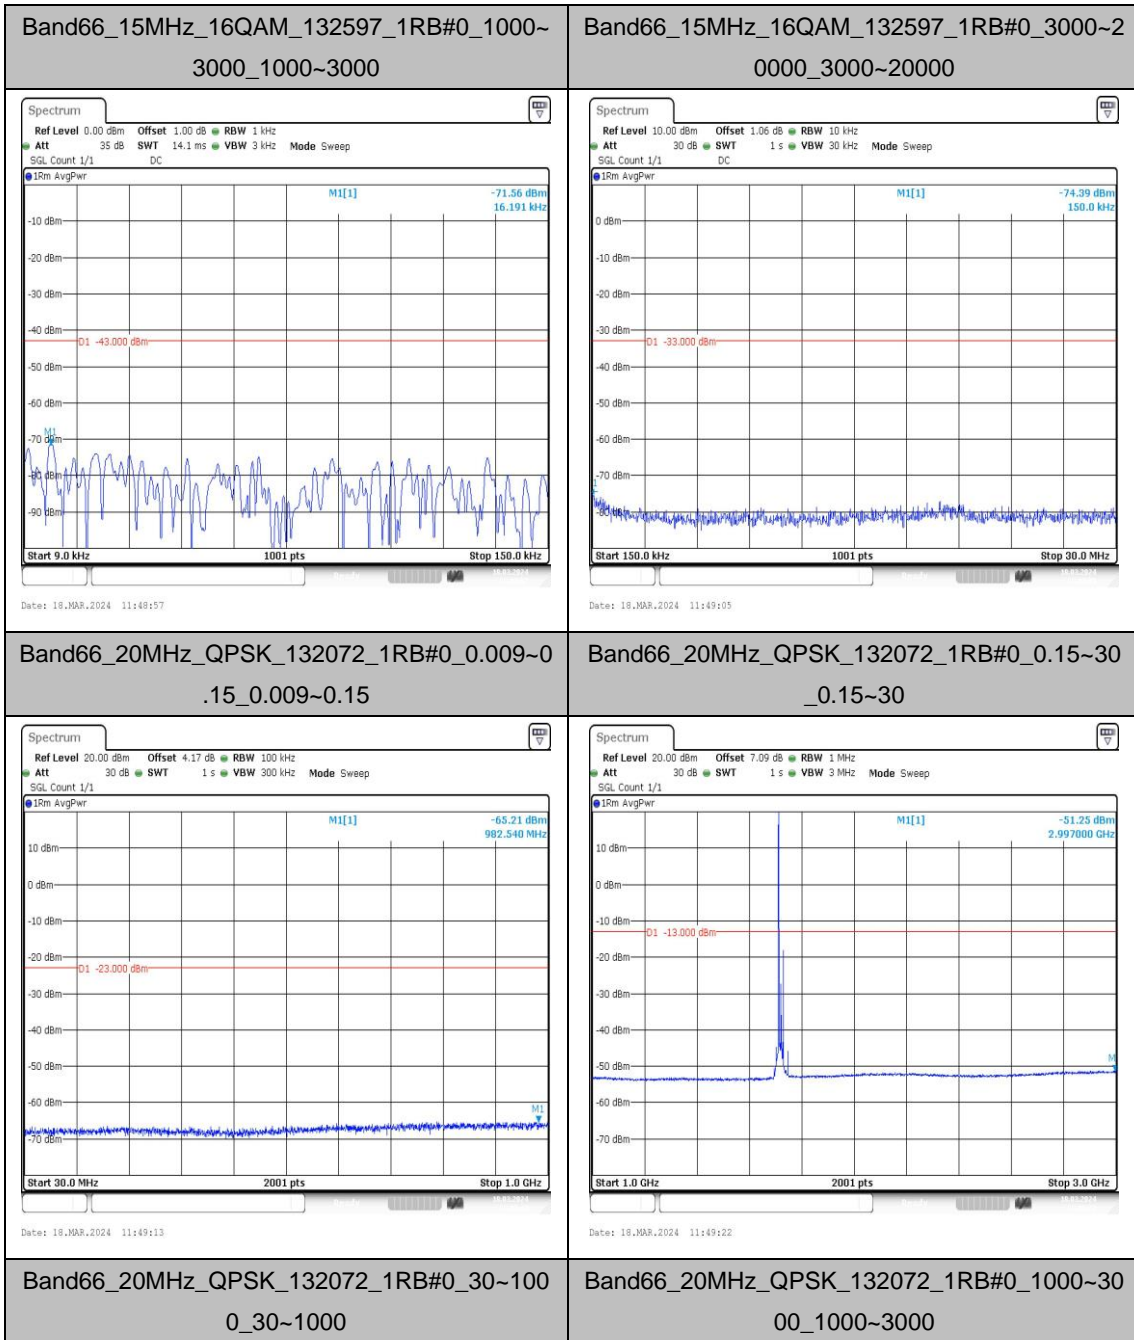 Band66_15MHz_16QAM_132597_1RB#0_1000~
3000_1000~3000
Band66_15MHz_16QAM_132597_1RB#0_3000~2
0000_3000~20000
Spectrum
Ref Level 0.00 dBm Offset 1.00 dB RBW 1 kHz
Att 35 dB SWT 14.1 ms VBW 3 kHz Mode Sweep
SGL Count 1/1 DC
1Rm AvgPwr
M1[1] -71.56 dBm
16.191 kHz
-10 dBm
-20 dBm
-30 dBm
-40 dBm
D1 -43.000 dBm
-50 dBm
-60 dBm
M1
-70 dBm
-80 dBm
-90 dBm
Start 9.0 kHz 1001 pts Stop 150.0 kHz
Date: 18.MAR.2024 11:48:57
Spectrum
Ref Level 10.00 dBm Offset 1.06 dB RBW 10 kHz
Att 30 dB SWT 1 s VBW 30 kHz Mode Sweep
SGL Count 1/1 DC
1Rm AvgPwr
M1[1] -74.39 dBm
150.0 kHz
0 dBm
-10 dBm
-20 dBm
-30 dBm
D1 -33.000 dBm
-40 dBm
-50 dBm
-60 dBm
-70 dBm
-80 dBm
Start 150.0 kHz 1001 pts Stop 30.0 MHz
Date: 18.MAR.2024 11:49:05
Band66_20MHz_QPSK_132072_1RB#0_0.009~0
.15_0.009~0.15
Band66_20MHz_QPSK_132072_1RB#0_0.15~30
_0.15~30
Spectrum
Ref Level 20.00 dBm Offset 4.17 dB RBW 100 kHz
Att 30 dB SWT 1 s VBW 300 kHz Mode Sweep
SGL Count 1/1
1Rm AvgPwr
M1[1] -65.21 dBm
982.540 MHz
10 dBm
0 dBm
-10 dBm
-20 dBm
D1 -23.000 dBm
-30 dBm
-40 dBm
-50 dBm
-60 dBm
M1
-70 dBm
Start 30.0 MHz 2001 pts Stop 1.0 GHz
Date: 18.MAR.2024 11:49:13
Spectrum
Ref Level 20.00 dBm Offset 7.09 dB RBW 1 MHz
Att 30 dB SWT 1 s VBW 3 MHz Mode Sweep
SGL Count 1/1
1Rm AvgPwr
M1[1] -51.25 dBm
2.997000 GHz
10 dBm
0 dBm
-10 dBm
D1 -13.000 dBm
-20 dBm
-30 dBm
-40 dBm
-50 dBm
M
-60 dBm
-70 dBm
Start 1.0 GHz 2001 pts Stop 3.0 GHz
Date: 18.MAR.2024 11:49:22
Band66_20MHz_QPSK_132072_1RB#0_30~100
0_30~1000
Band66_20MHz_QPSK_132072_1RB#0_1000~30
00_1000~3000